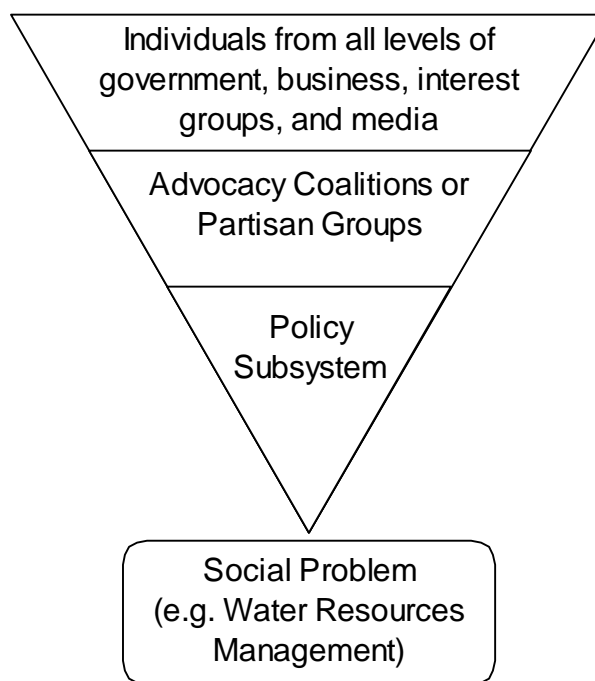 Individuals from all levels of
government, business, interest
groups, and media
Advocacy Coalitions or
Partisan Groups
Policy
Subsystem
Social Problem
(e.g. Water Resources
Management)